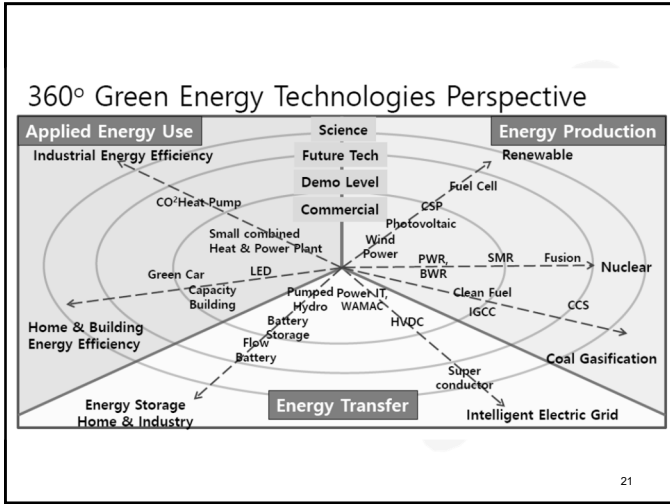 360º Green Energy Technologies Perspective
Applied Energy Use
Science
Energy Production
Industrial Energy Efficiency
Future Tech
Renewable
Demo Level
Fuel Cell
CO²Heat Pump
Commercial
CSP
Photovoltaic
Small combined
Heat & Power Plant
Wind
Power
PWR,
BWR
SMR
Fusion
Nuclear
Green Car
LED
Capacity
Building
Pumped
Hydro
Power IT,
WAMAC
Clean Fuel
IGCC
CCS
Home & Building
Energy Efficiency
Battery
Storage
HVDC
Flow
Battery
Coal Gasification
Super
conductor
Energy Storage
Home & Industry
Energy Transfer
Intelligent Electric Grid
21